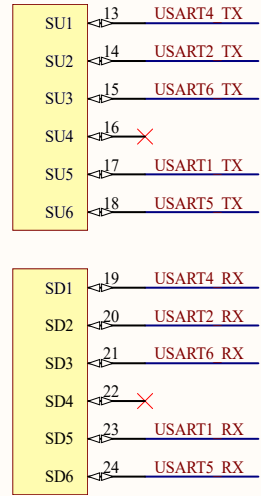 SU1 13 USART4_TX
SU2 14 USART2_TX
SU3 15 USART6_TX
SU4 16
SU5 17 USART1_TX
SU6 18 USART5_TX
SD1 19 USART4_RX
SD2 20 USART2_RX
SD3 21 USART6_RX
SD4 22
SD5 23 USART1_RX
SD6 24 USART5_RX